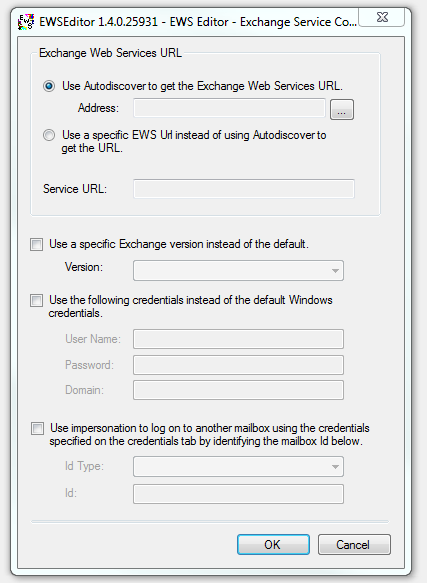 EWSEditor 1.4.0.25931 - EWS Editor - Exchange Service Co...
Exchange Web Services URL
Use Autodiscover to get the Exchange Web Services URL.
Address:
...
Use a specific EWS Url instead of using Autodiscover to
get the URL.
Service URL:
Use a specific Exchange version instead of the default.
Version:
Use the following credentials instead of the default Windows
credentials.
User Name:
Password:
Domain:
Use impersonation to log on to another mailbox using the credentials
specified on the credentials tab by identifying the mailbox Id below.
Id Type:
Id:
OK
Cancel